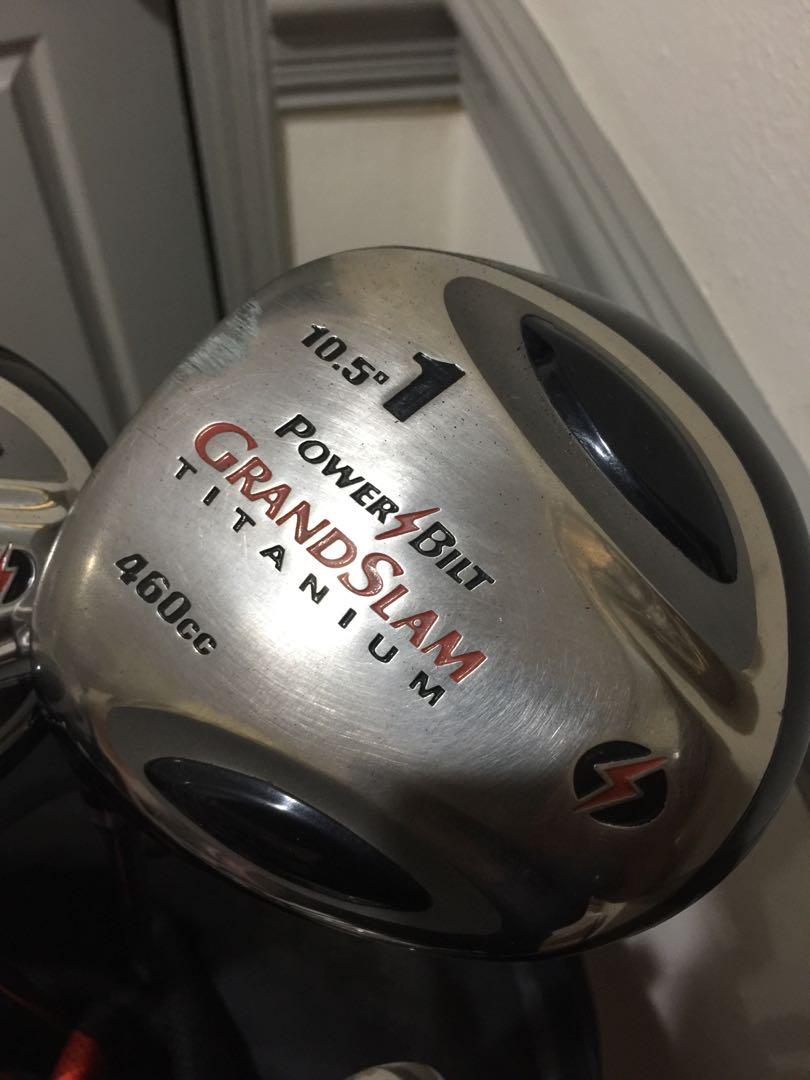 10.5° 1
POWER BILT
GRANDSLAM
TITANIUM
460cc